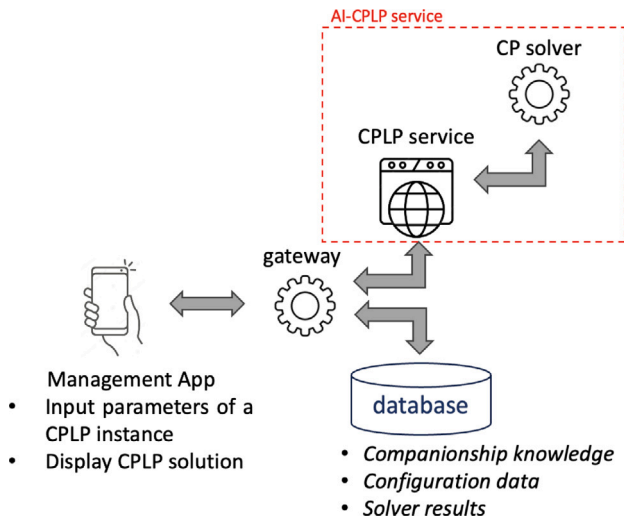 AI-CPLP service
CP solver
CPLP service
gateway
Management App
• Input parameters of a
CPLP instance
• Display CPLP solution
database
• Companionship knowledge
• Configuration data
• Solver results